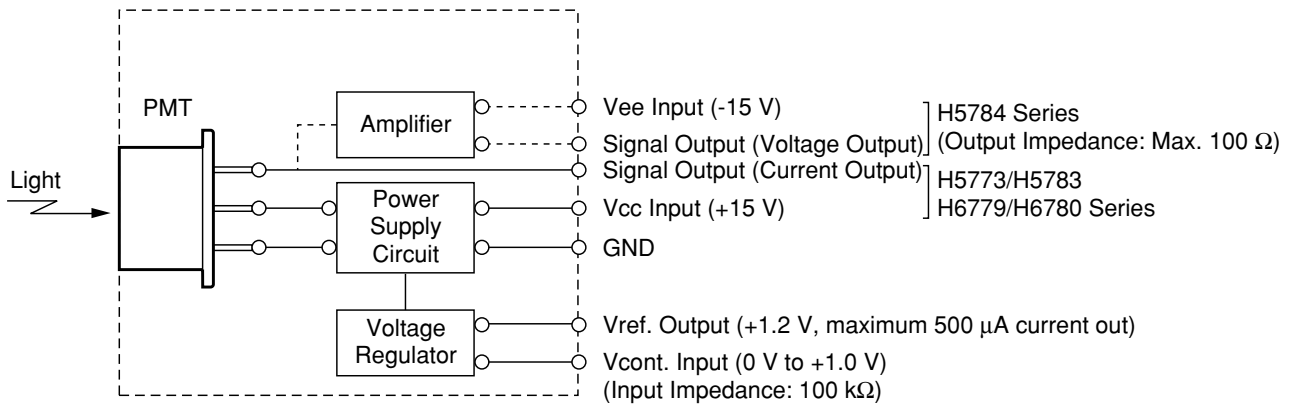 PMT
Light
Amplifier
Power
Supply
Circuit
Voltage
Regulator
Vee Input (-15 V)
Signal Output (Voltage Output)
H5784 Series
(Output Impedance: Max. 100 Ω)
Signal Output (Current Output)
Vcc Input (+15 V)
H5773/H5783
H6779/H6780 Series
GND
Vref. Output (+1.2 V, maximum 500 μA current out)
Vcont. Input (0 V to +1.0 V)
(Input Impedance: 100 kΩ)